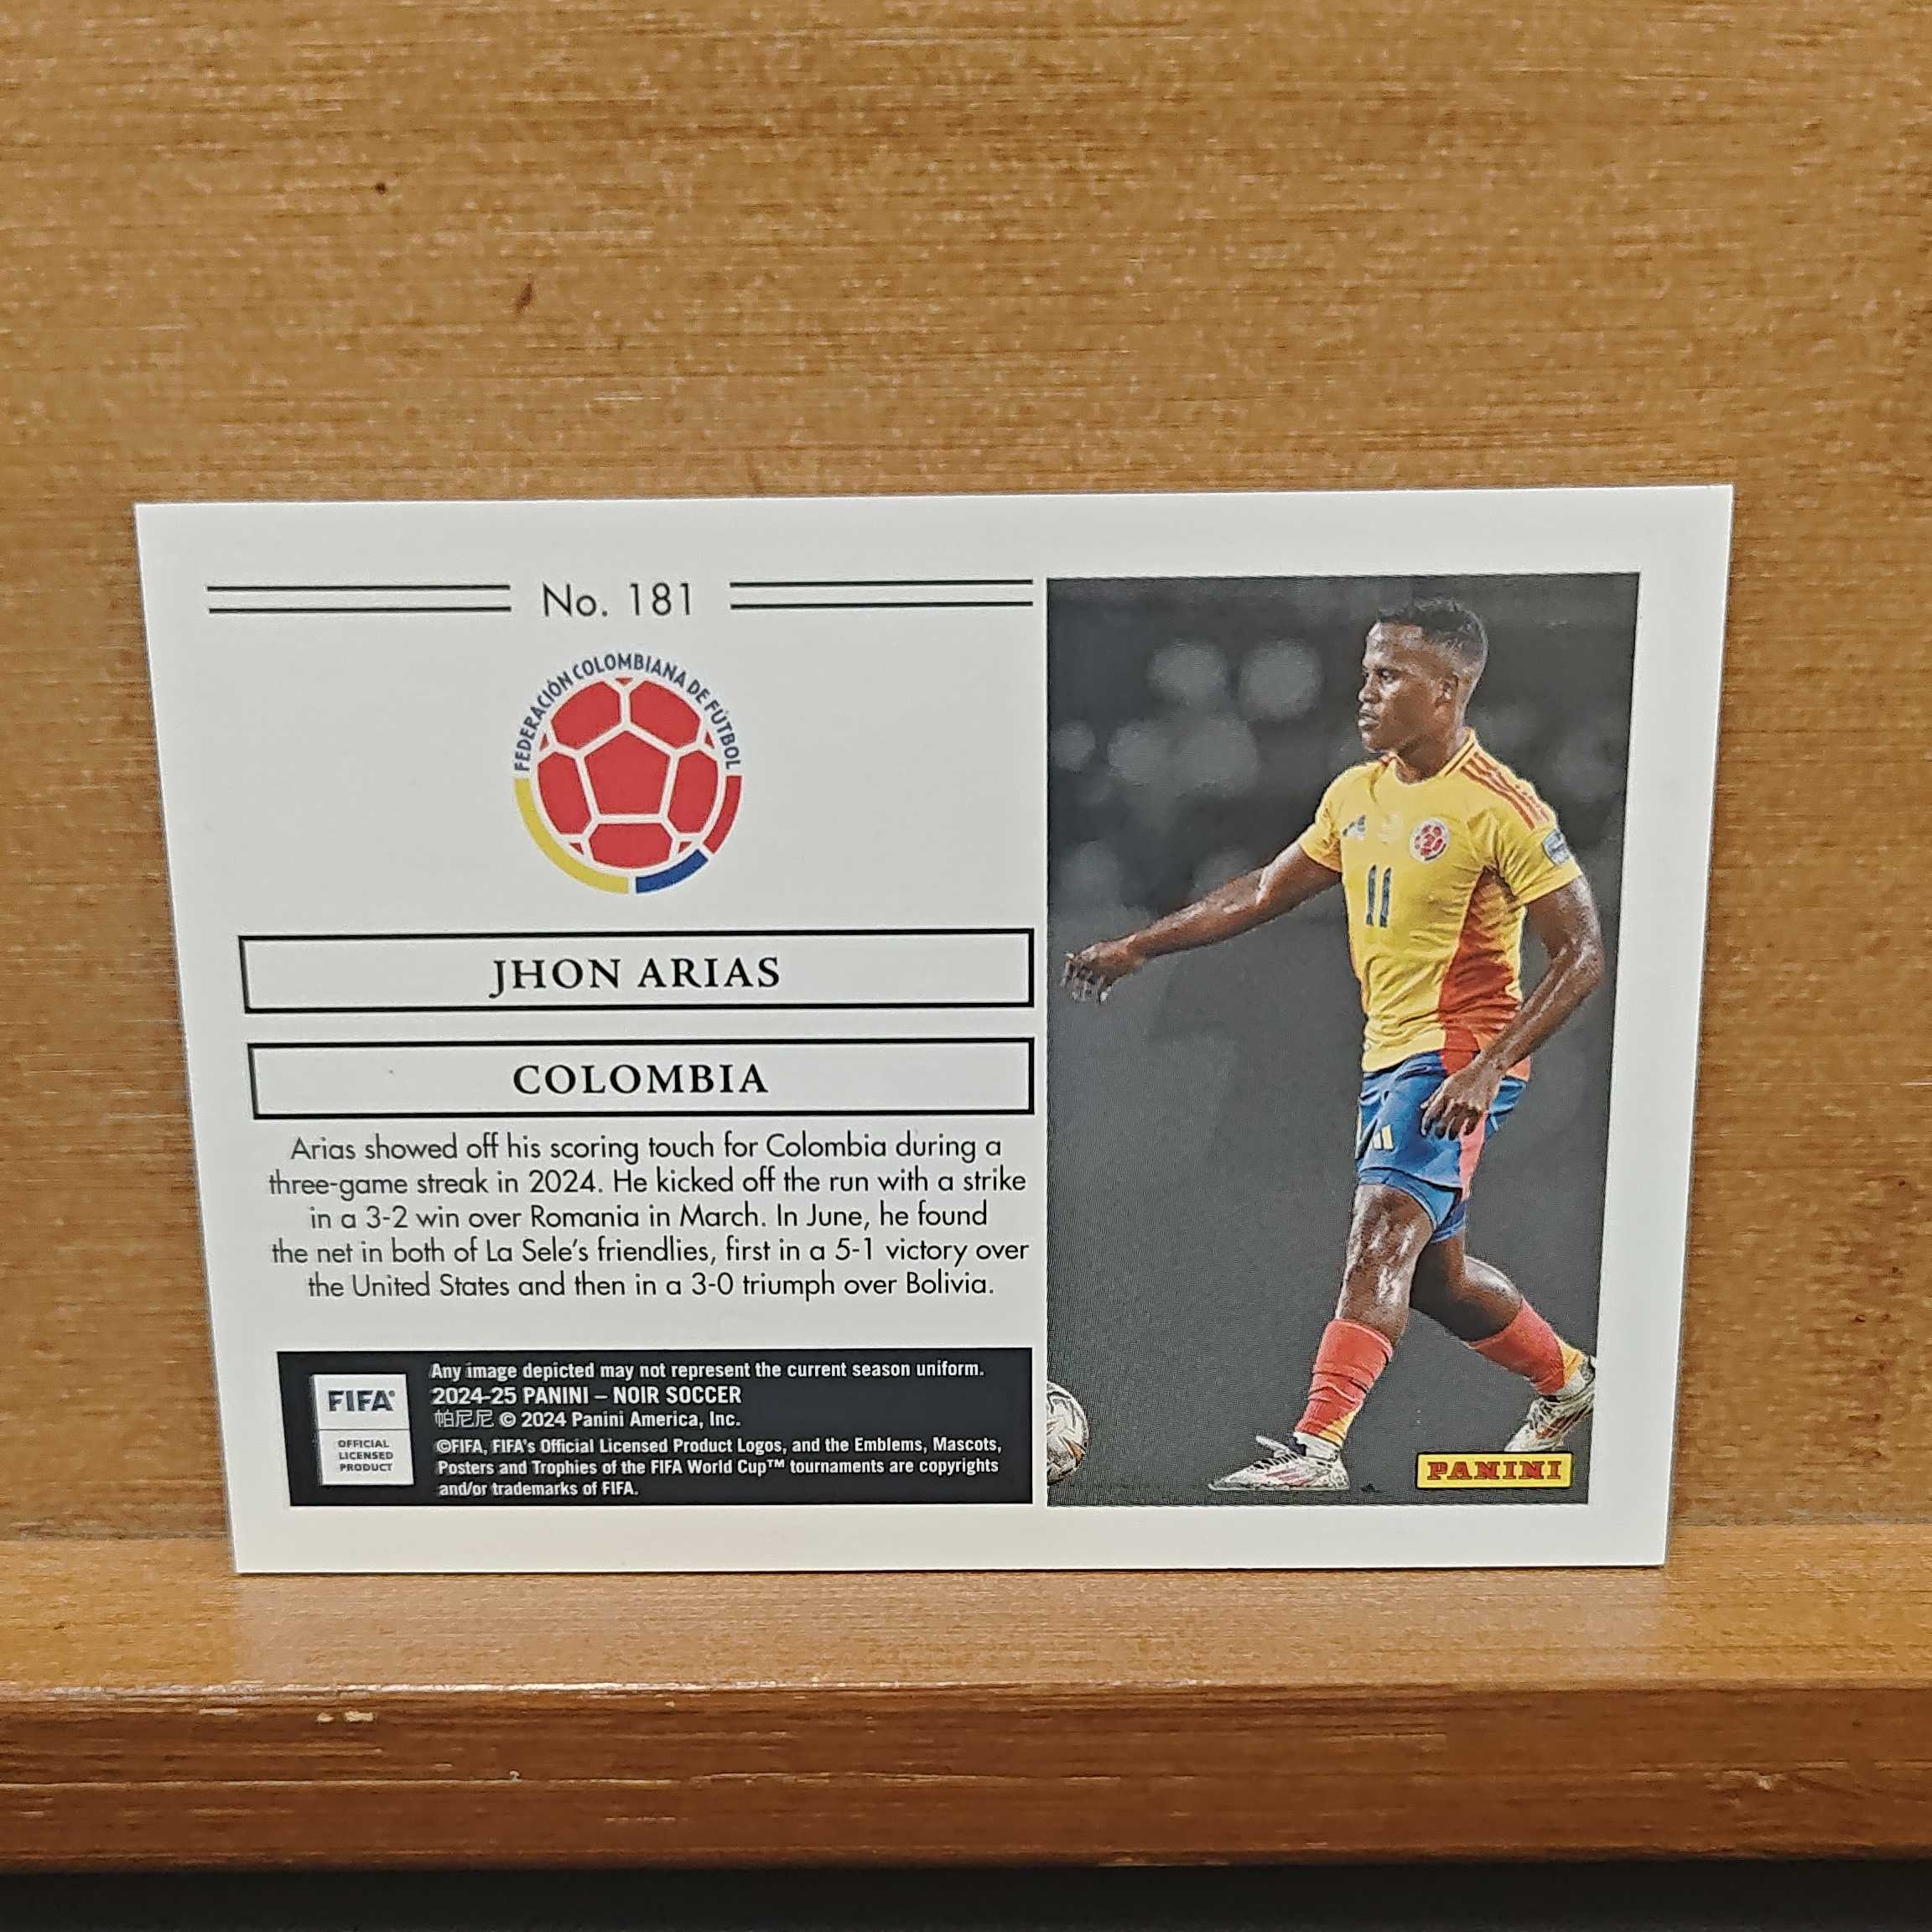 No. 181
FEDERACIÓN COLOMBIANA DE FÚTBOL
JHON ARIAS
COLOMBIA
Arias showed off his scoring touch for Colombia during a
three-game streak in 2024. He kicked off the run with a strike
in a 3-2 win over Romania in March. In June, he found
the net in both of La Sele's friendlies, first in a 5-1 victory over
the United States and then in a 3-0 triumph over Bolivia.
FIFA®
OFFICIAL
LICENSED
PRODUCT
Any image depicted may not represent the current season uniform.
2024-25 PANINI – NOIR SOCCER
帕尼尼 © 2024 Panini America, Inc.
©FIFA, FIFA's Official Licensed Product Logos, and the Emblems, Mascots,
Posters and Trophies of the FIFA World Cup™ tournaments are copyrights
and/or trademarks of FIFA.
11
PANINI